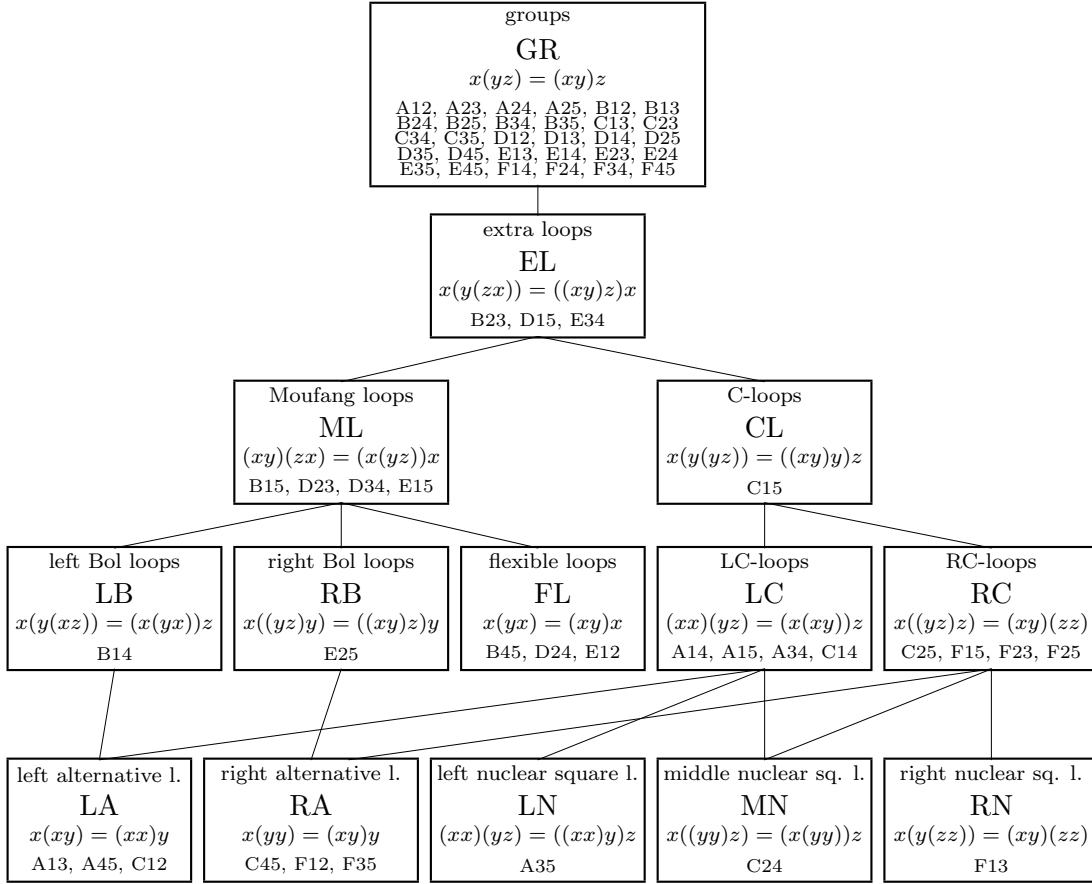 groups
GR
x(yz) = (xy)z
A12, A23, A24, A25, B12, B13
B24, B25, B34, B35, C13, C23
C34, C35, D12, D13, D14, D25
D35, D45, E13, E14, E23, E24
E35, E45, F14, F24, F34, F45
extra loops
EL
x(y(zx)) = ((xy)z)x
B23, D15, E34
Moufang loops
ML
(xy)(zx) = (x(yz))x
B15, D23, D34, E15
C-loops
CL
x(y(yz)) = ((xy)y)z
C15
left Bol loops
LB
x(y(xz)) = (x(yx))z
B14
right Bol loops
RB
x((yz)y) = ((xy)z)y
E25
flexible loops
FL
x(yx) = (xy)x
B45, D24, E12
LC-loops
LC
(xx)(yz) = (x(xy))z
A14, A15, A34, C14
RC-loops
RC
x((yz)z) = (xy)(zz)
C25, F15, F23, F25
left alternative l.
LA
x(xy) = (xx)y
A13, A45, C12
right alternative l.
RA
x(yy) = (xy)y
C45, F12, F35
left nuclear square l.
LN
(xx)(yz) = ((xx)y)z
A35
middle nuclear sq. l.
MN
x((yy)z) = (x(yy))z
C24
right nuclear sq. l.
RN
x(y(zz)) = (xy)(zz)
F13